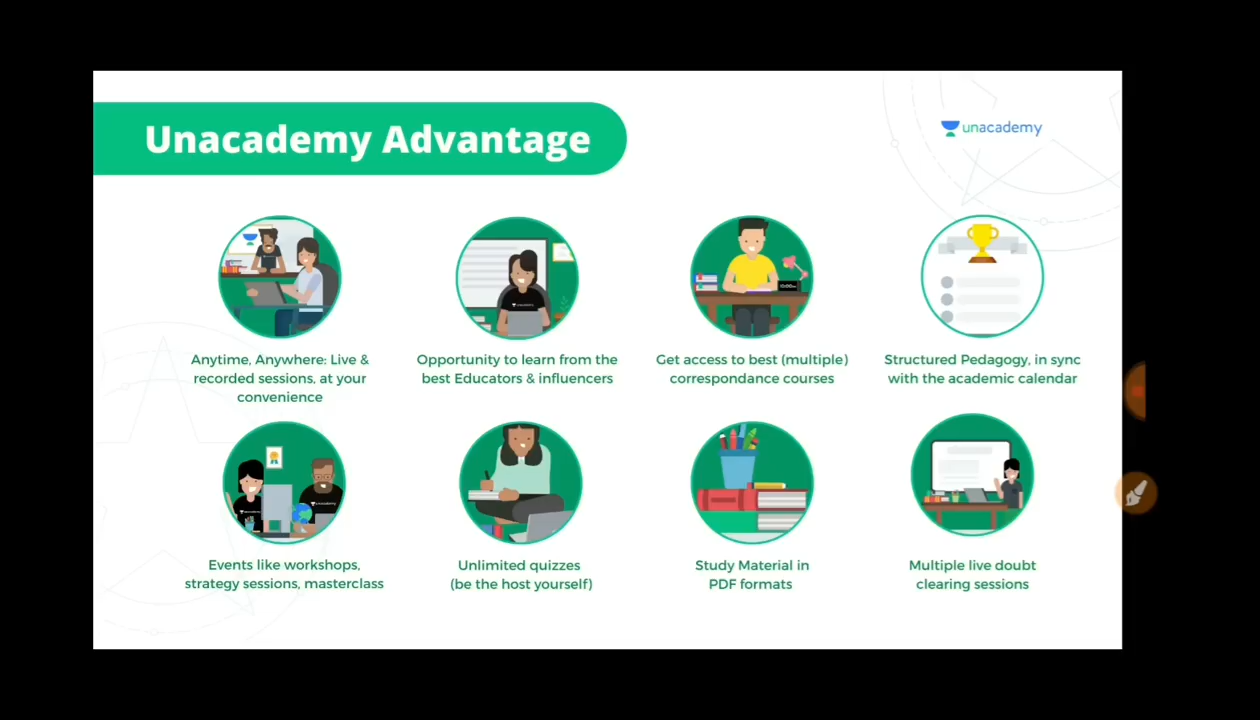 Unacademy Advantage
unacademy
Anytime, Anywhere: Live &
recorded sessions, at your
convenience
Opportunity to learn from the
best Educators & influencers
Get access to best (multiple)
correspondance courses
Structured Pedagogy, in sync
with the academic calendar
Events like workshops,
strategy sessions, masterclass
Unlimited quizzes
(be the host yourself)
Study Material in
PDF formats
Multiple live doubt
clearing sessions